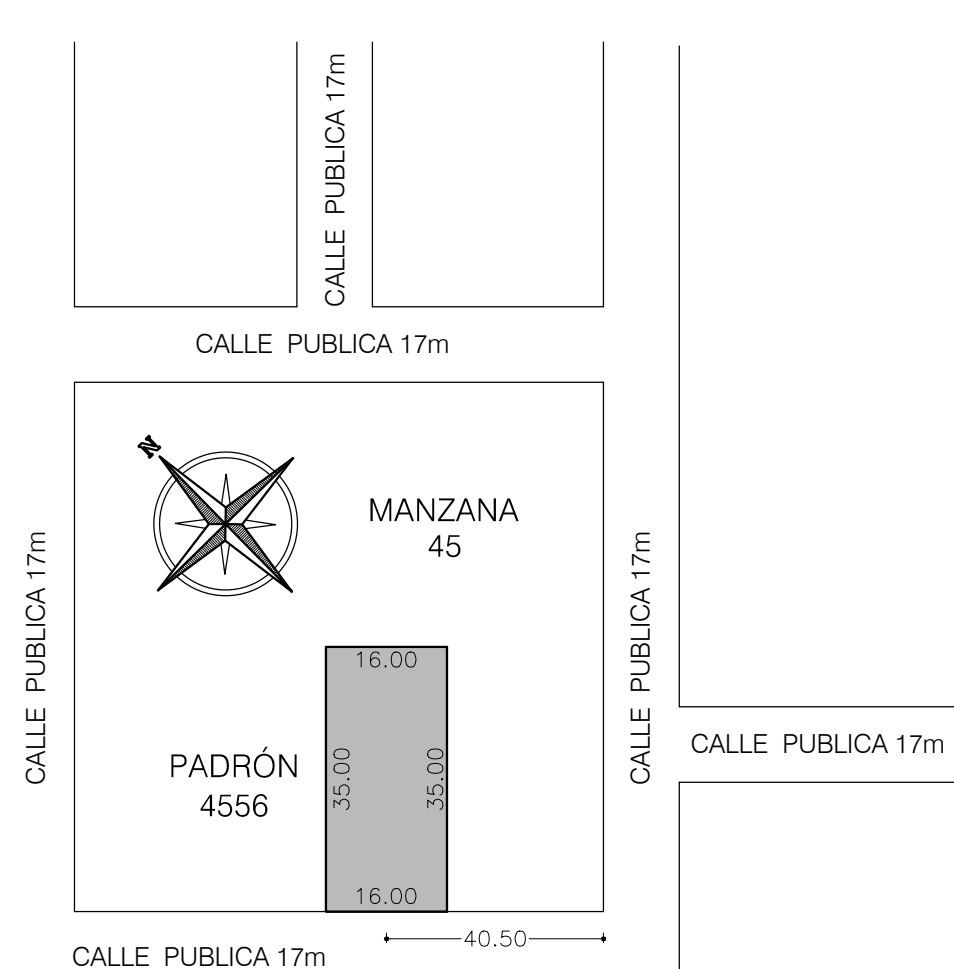 CALLE PUBLICA 17m
CALLE PUBLICA 17m
N
MANZANA
45
CALLE PUBLICA 17m
CALLE PUBLICA 17m
16.00
CALLE PUBLICA 17m
PADRÓN
4556
35.00
35.00
16.00
40.50
CALLE PUBLICA 17m